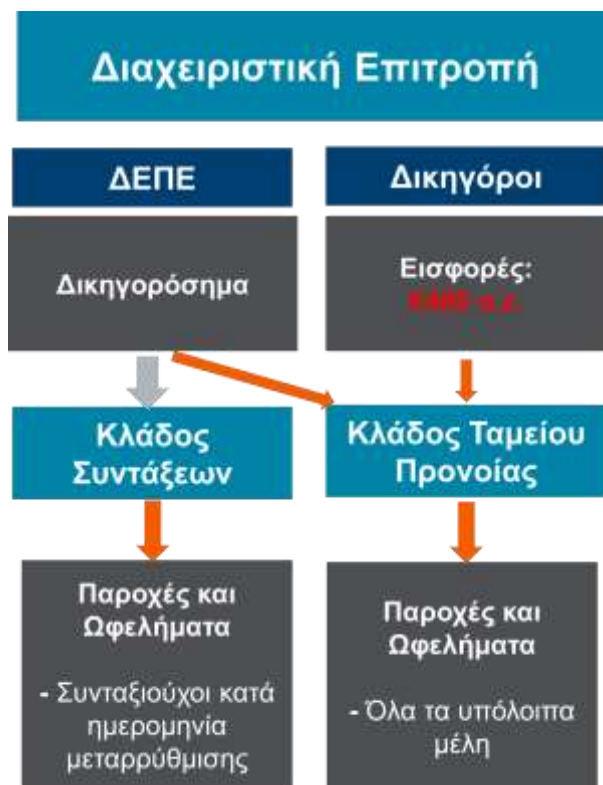 Διαχειριστική Επιτροπή
ΔΕΠΕ
Δικηγόροι
Δικηγορόσημα
Εισφορές:
Κλάδος
Συντάξεων
Κλάδος Ταμείου
Προνοίας
Παροχές και
Ωφελήματα
- Συνταξιούχοι κατά
ημερομηνία
μεταρρύθμισης
Παροχές και
Ωφελήματα
- Όλα τα υπόλοιπα
μέλη